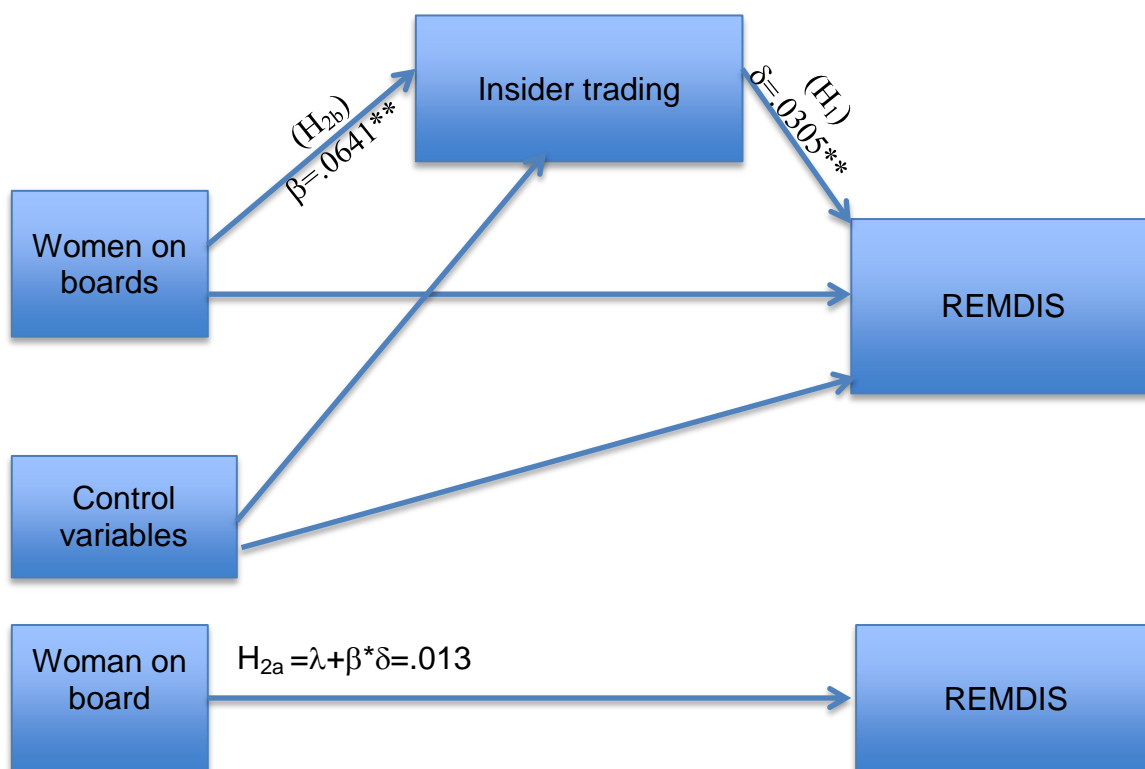 Insider trading
(H2b)
β=.0641**
(H1)
δ=.0305**
Women on
boards
REMDIS
Control
variables
Woman on
board
H2a =λ+β*δ=.013
REMDIS